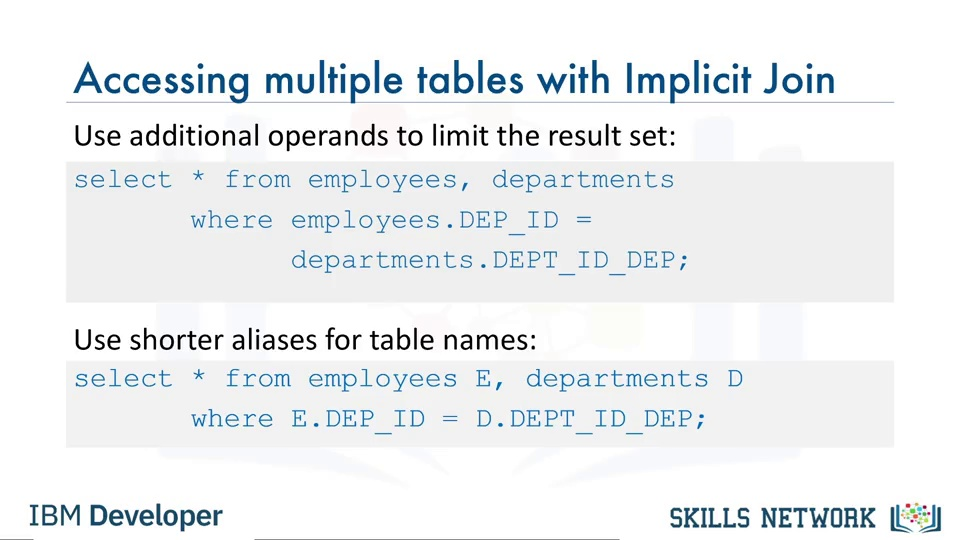 Accessing multiple tables with Implicit Join
Use additional operands to limit the result set:
select * from employees, departments
where employees.DEP_ID =
departments.DEPT_ID_DEP;
Use shorter aliases for table names:
select * from employees E, departments D
where E.DEP_ID = D.DEPT_ID_DEP;
IBM Developer
SKILLS NETWORK